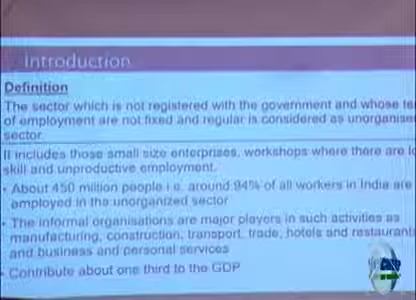 Introduction
Definition
The sector which is not registered with the government and whose te
of employment are not fixed and regular is considered as unorganise
sector.
It includes those small size enterprises, workshops where there are lo
skill and unproductive employment.
• About 450 million people i.e. around 94% of all workers in India are
employed in the unorganized sector
• The informal organisations are major players in such activities as
manufacturing, construction, transport, trade, hotels and restaurants
and business and personal services
• Contribute about one third to the GDP